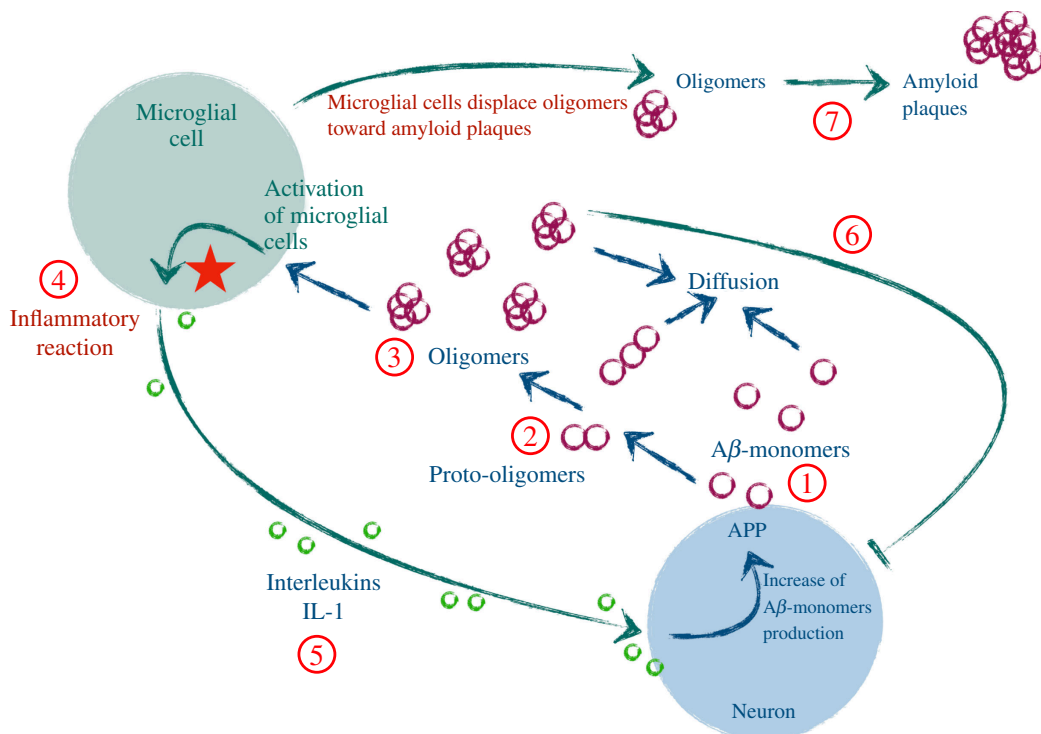 Microglial
cell
Microglial cells displace oligomers
toward amyloid plaques
Oligomers
7
Amyloid
plaques
Activation
of microglial
cells
6
4
Inflammatory
reaction
Diffusion
3
Oligomers
2
Proto-oligomers
Aβ-monomers
1
Interleukins
IL-1
5
APP
Increase of
Aβ-monomers
production
Neuron